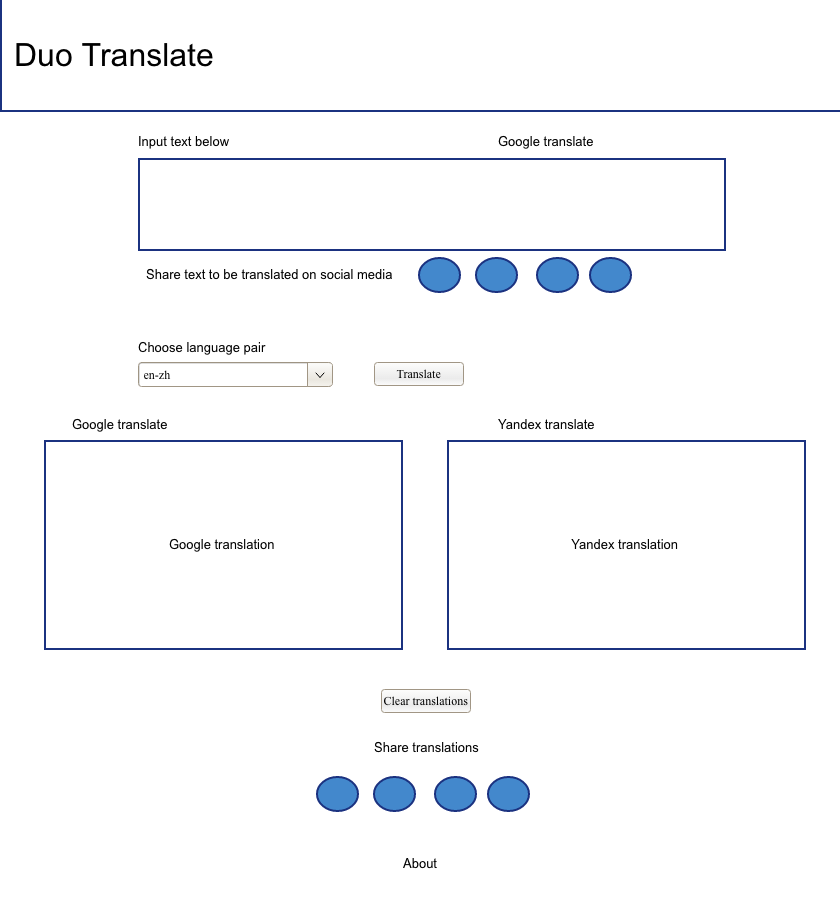 Duo Translate
Input text below
Google translate
Share text to be translated on social media
Choose language pair
en-zh
Translate
Google translate
Yandex translate
Google translation
Yandex translation
Clear translations
Share translations
About